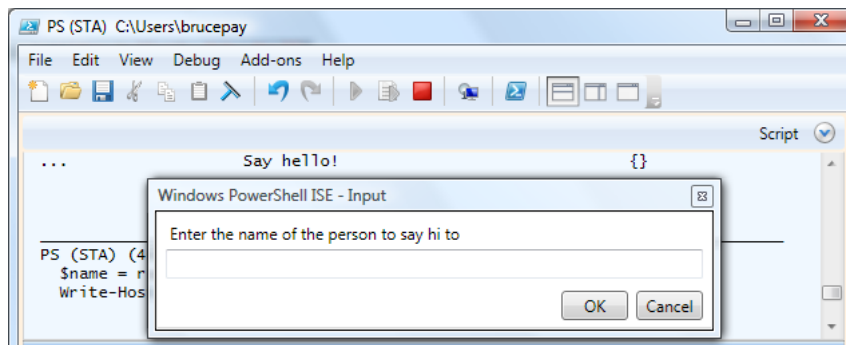 PS (STA) C:\Users\brucepay
File Edit View Debug Add-ons Help
Script
... Say hello! {}
Windows PowerShell ISE - Input
Enter the name of the person to say hi to
PS (STA) (4
$name = r
Write-Hos
OK Cancel